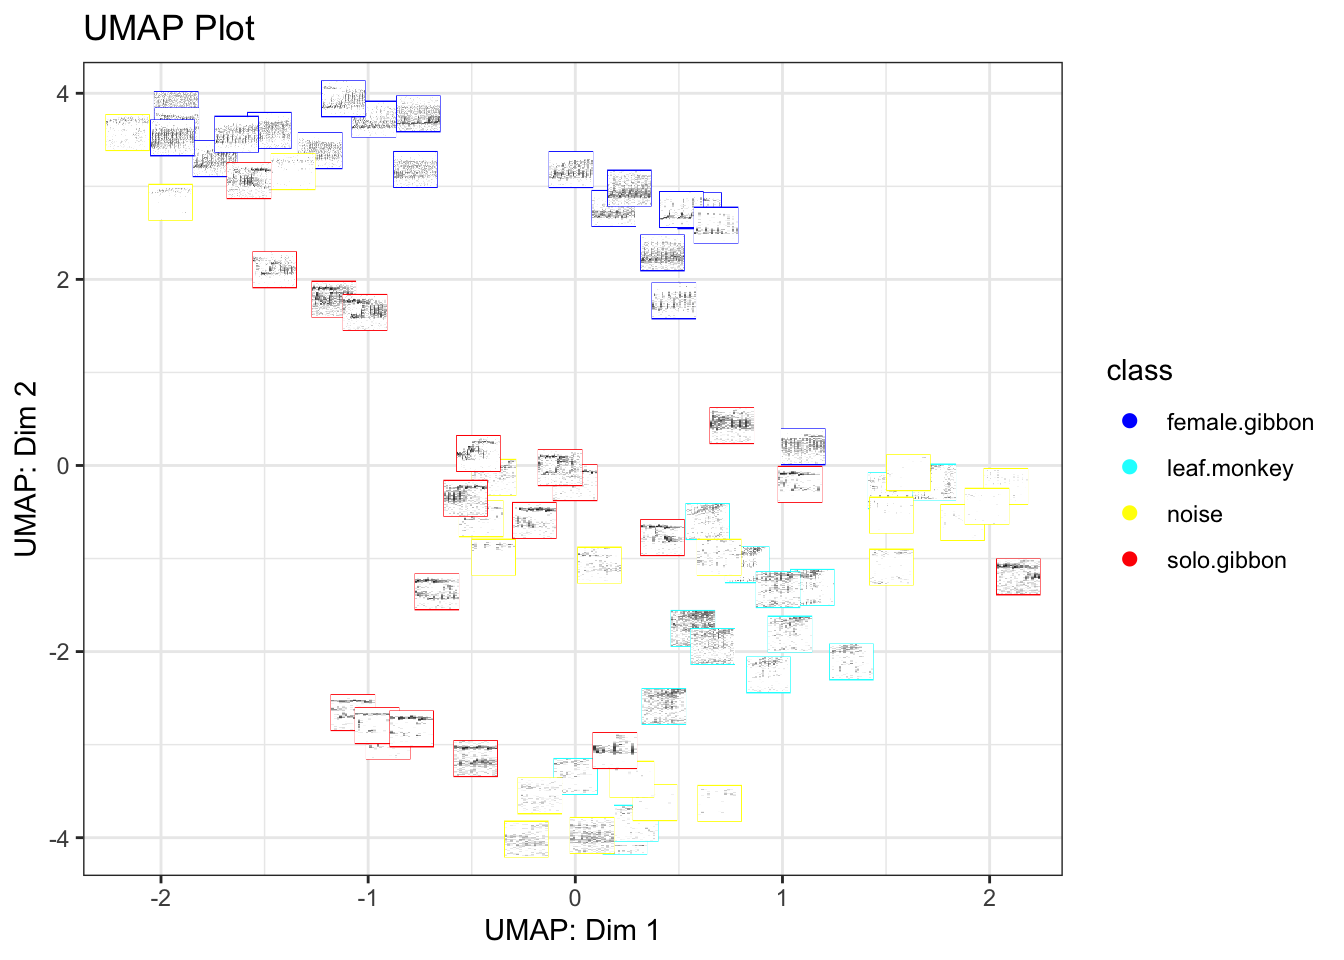 UMAP Plot
4
2
0
-2
-4
UMAP: Dim 2
-2
-1
0
1
2
UMAP: Dim 1
class
female.gibbon
leaf.monkey
noise
solo.gibbon